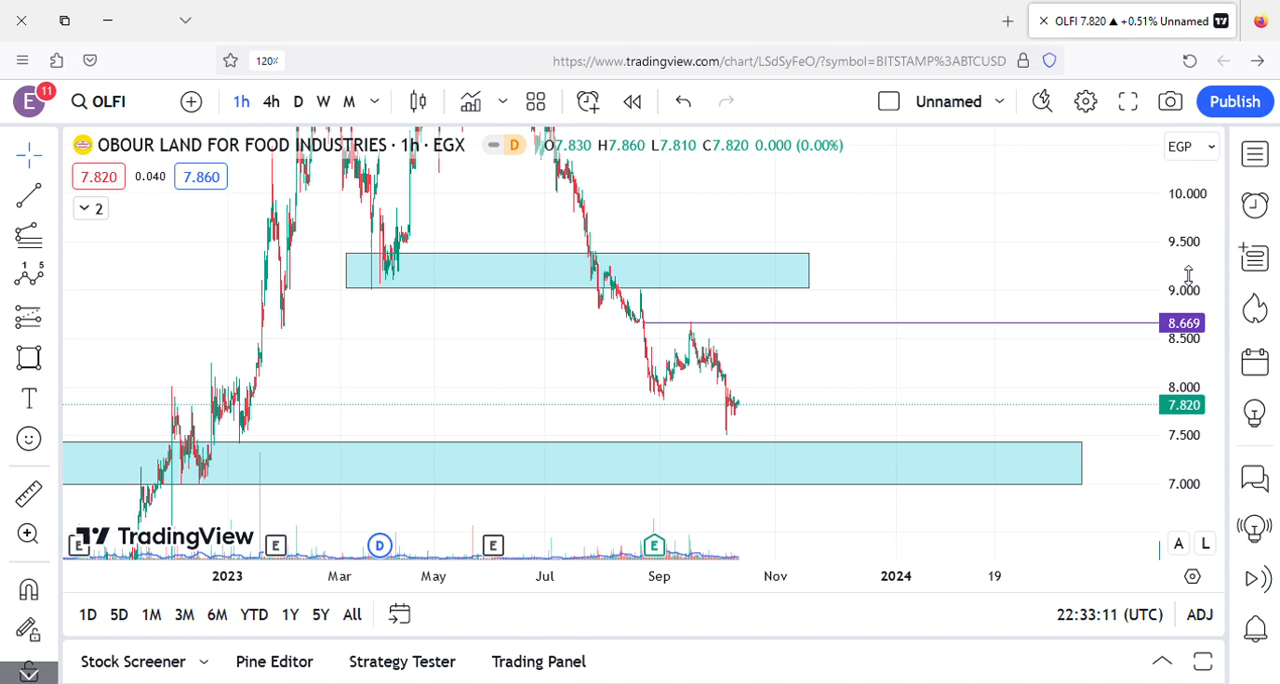 OLFI 7.820 ▲ +0.51% Unnamed
120%
https://www.tradingview.com/chart/LSdSyFeO/?symbol=BITSTAMP%3ABTCUSD
E 11 OLFI 1h 4h D W M Unnamed Publish
OBOUR LAND FOR FOOD INDUSTRIES · 1h · EGX D O7.830 H7.860 L7.810 C7.820 0.000 (0.00%) EGP
7.820 0.040 7.860
2
10.000
9.500
9.000
8.669
8.500
8.000
7.820
7.500
7.000
TradingView
E E D E E A L
2023 Mar May Jul Sep Nov 2024 19
1D 5D 1M 3M 6M YTD 1Y 5Y All 22:33:11 (UTC) ADJ
Stock Screener Pine Editor Strategy Tester Trading Panel